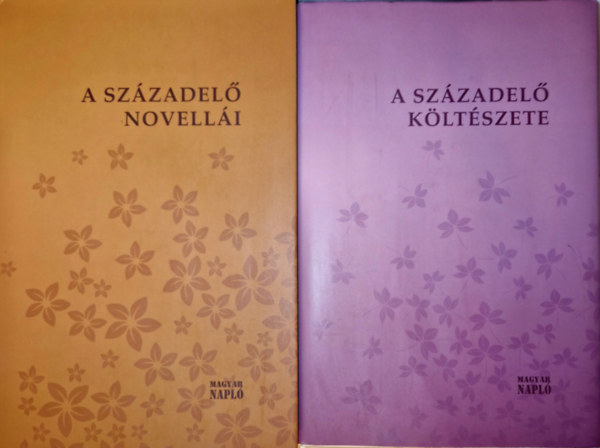 A SZÁZADELŐ
NOVELLÁI
MAGYAR
NAPLÓ
A SZÁZADELŐ
KÖLTÉSZETE
MAGYAR
NAPLÓ